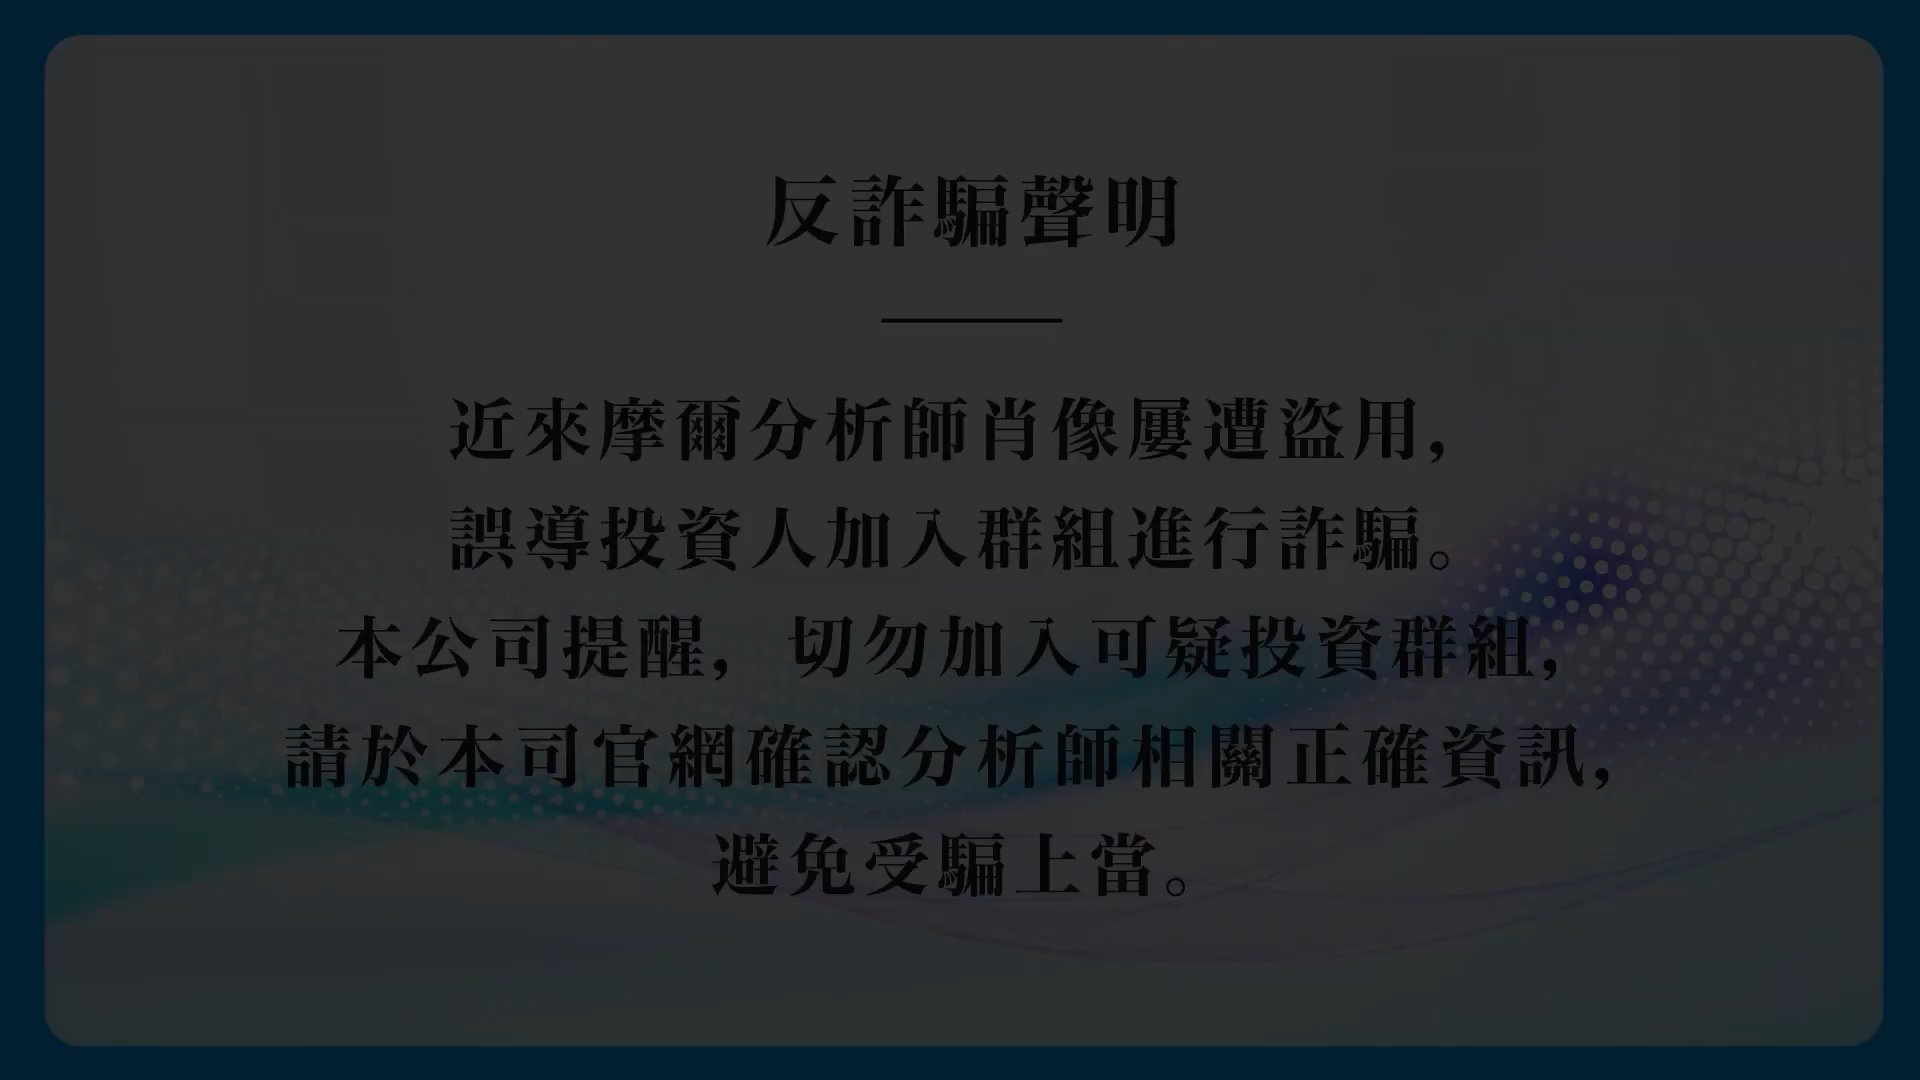 反詐騙聲明
近來摩爾分析師肖像屢遭盜用，
誤導投資人加入群組進行詐騙。
本公司提醒，切勿加入可疑投資群組，
請於本司官網確認分析師相關正確資訊，
避免受騙上當。